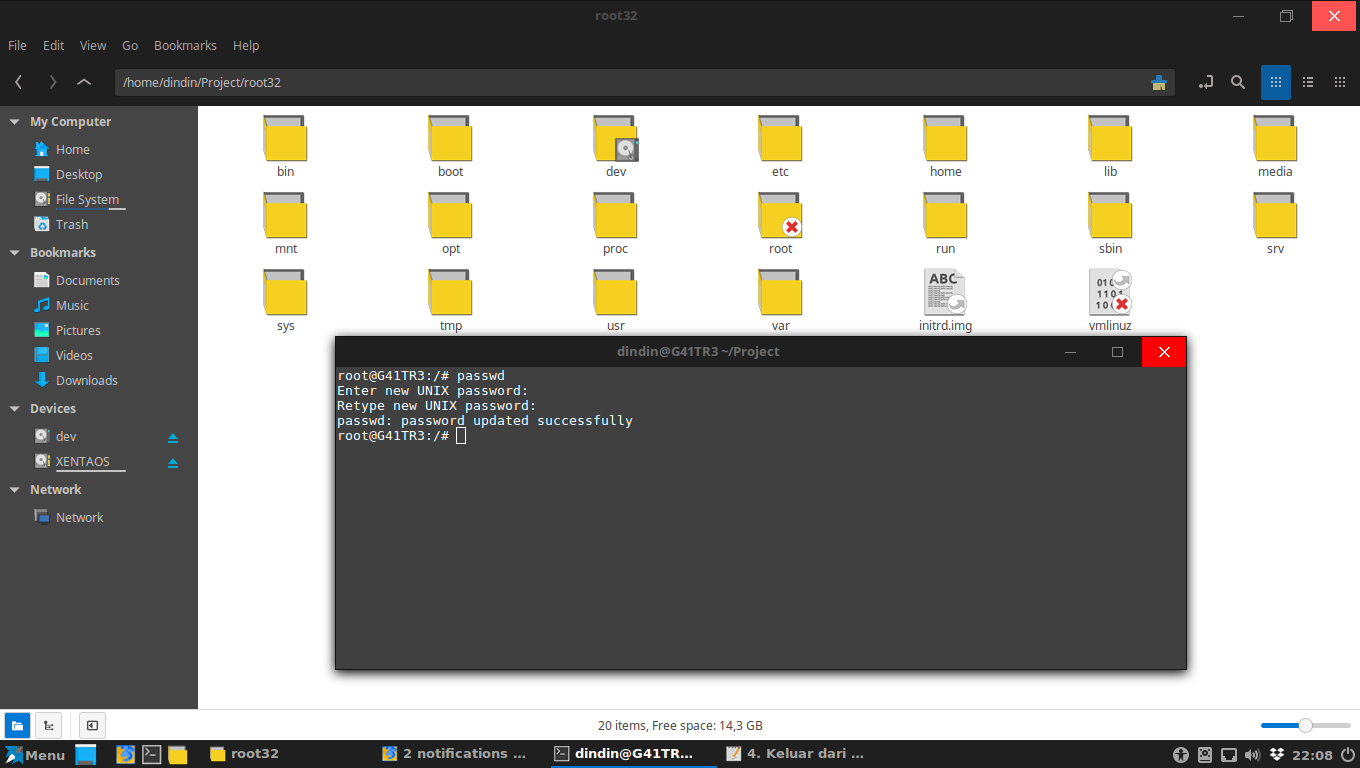 root32
File Edit View Go Bookmarks Help
/home/dindin/Project/root32
My Computer
Home
Desktop
File System
Trash
Bookmarks
Documents
Music
Pictures
Videos
Downloads
Devices
dev
XENTAOS
Network
Network
bin boot dev etc home lib media
mnt opt proc root run sbin srv
ABC
010
1101
10
sys tmp usr var initrd.img vmlinuz
dindin@G41TR3 ~/Project
root@G41TR3:/# passwd
Enter new UNIX password:
Retype new UNIX password:
passwd: password updated successfully
root@G41TR3:/#
20 items, Free space: 14,3 GB
Menu root32 2 notifications ... dindin@G41TR... 4. Keluar dari ... 22:08